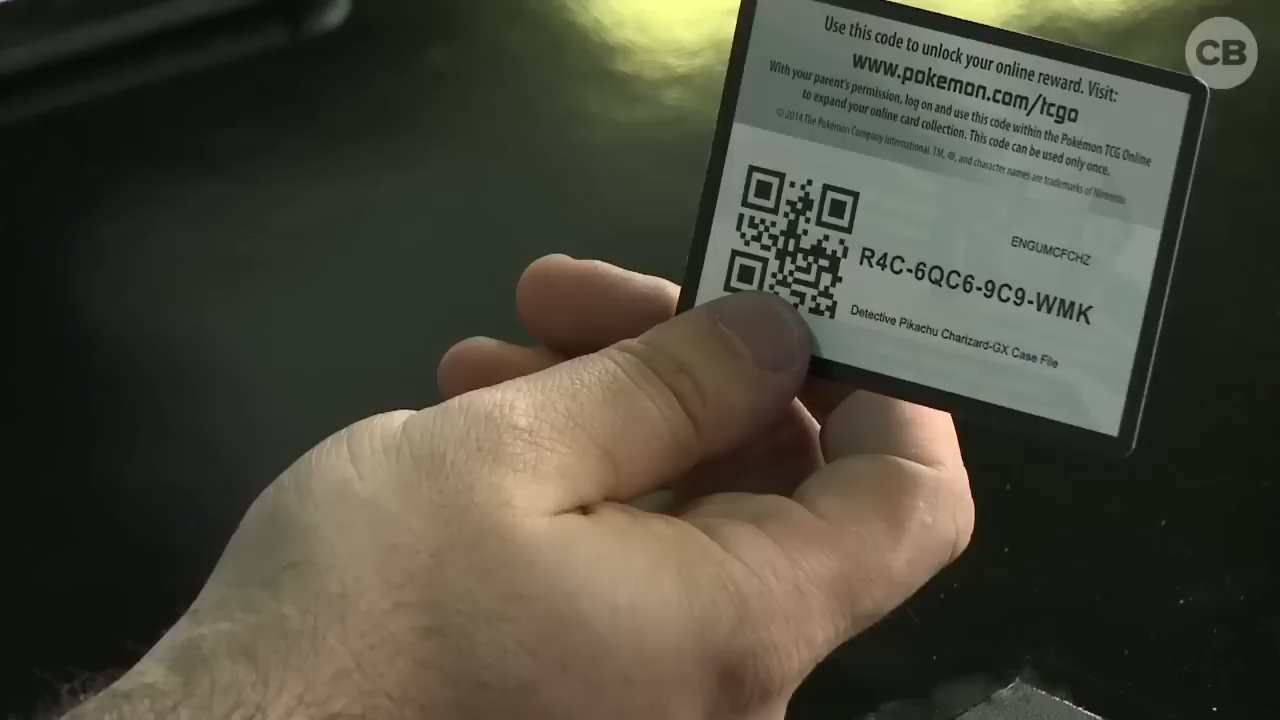 CB
Use this code to unlock your online reward. Visit:
www.pokemon.com/tcgo
With your parent's permission, log on and use this code within the Pokémon TCG Online
to expand your online card collection. This code can be used only once.
© 2014 The Pokémon Company International. TM, ®, and character names are trademarks of Nintendo.
ENGUMCFCHZ
R4C-6QC6-9C9-WMK
Detective Pikachu Charizard-GX Case File